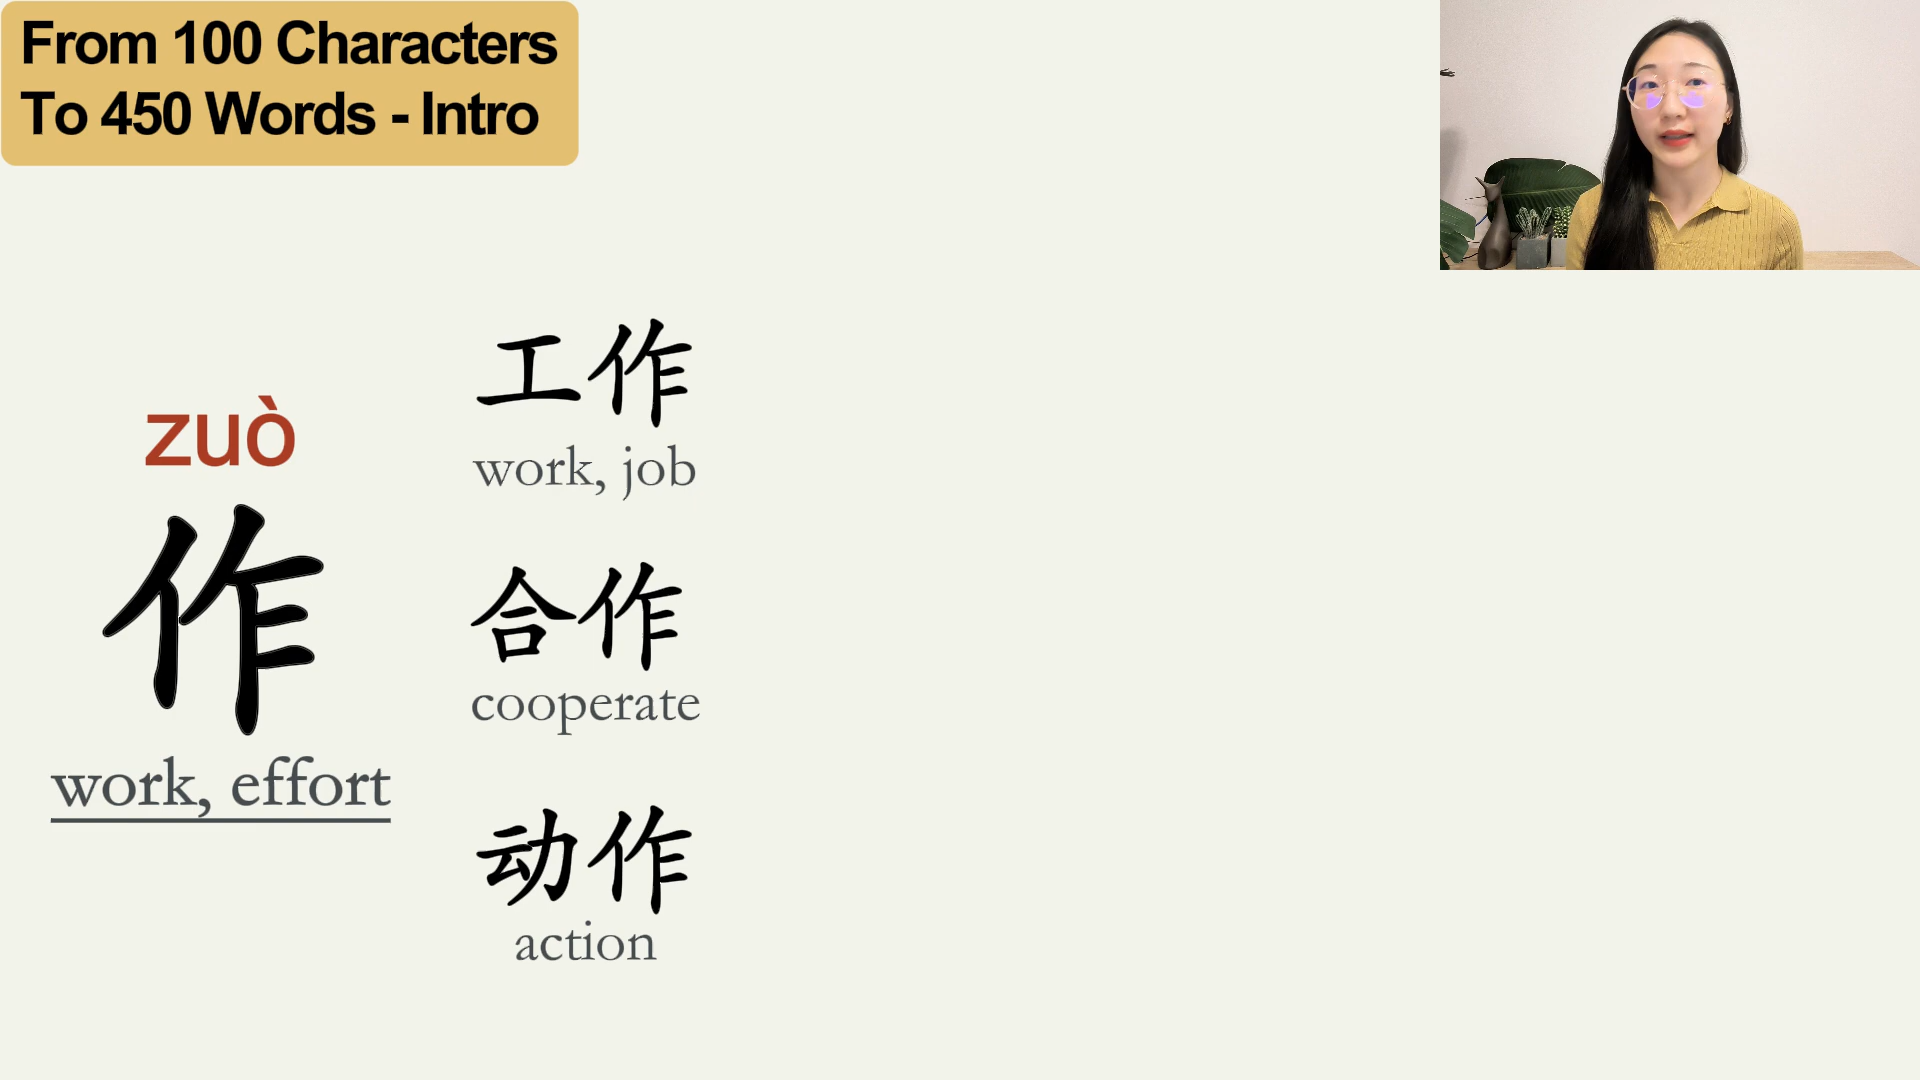 From 100 Characters
To 450 Words - Intro
zuò
作
work, effort
工作
work, job
合作
cooperate
动作
action